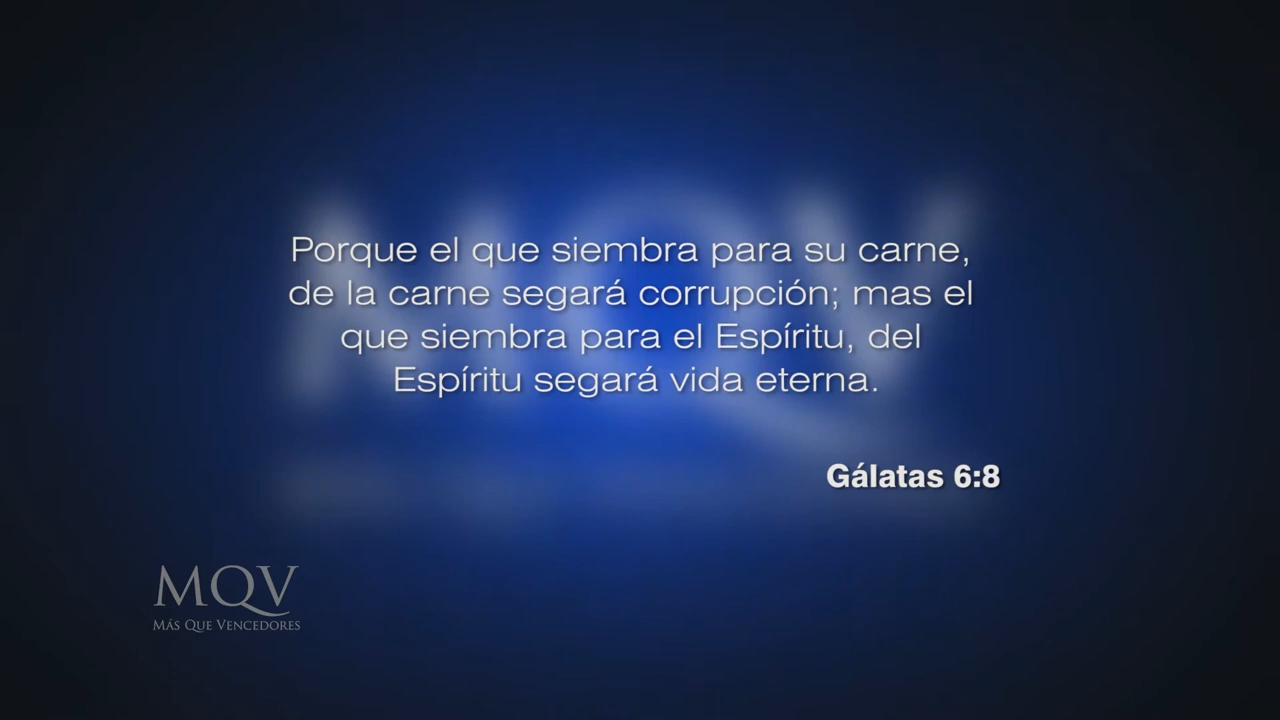 Porque el que siembra para su carne,
de la carne segará corrupción; mas el
que siembra para el Espíritu, del
Espíritu segará vida eterna.
Gálatas 6:8
MQV
MÁS QUE VENCEDORES